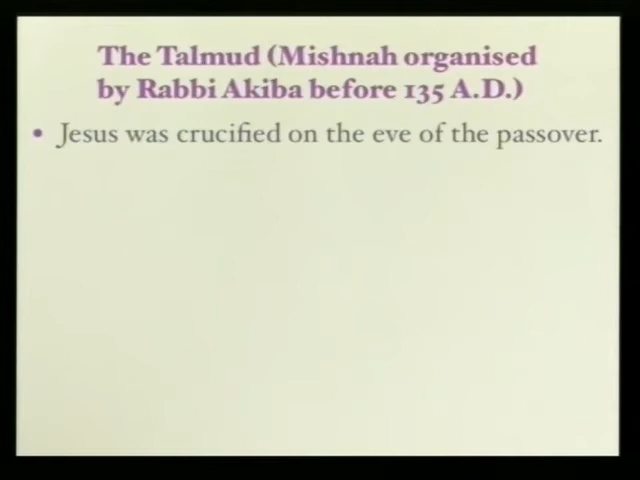 The Talmud (Mishnah organised
by Rabbi Akiba before 135 A.D.)
• Jesus was crucified on the eve of the passover.